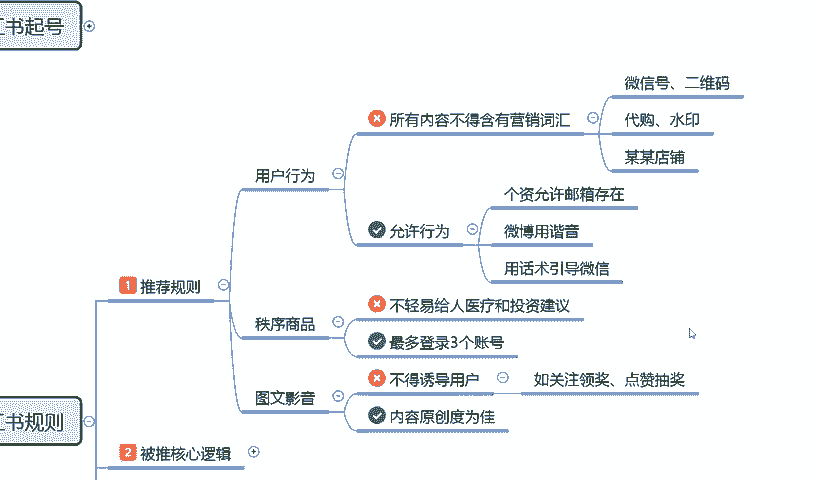 书起号
微信号、二维码
所有内容不得含有营销词汇
代购、水印
某某店铺
用户行为
个资允许邮箱存在
允许行为
微博用谐音
用话术引导微信
1 推荐规则
不轻易给人医疗和投资建议
秩序商品
最多登录3个账号
不得诱导用户
如关注领奖、点赞抽奖
图文影音
内容原创度为佳
书规则
2 被推核心逻辑